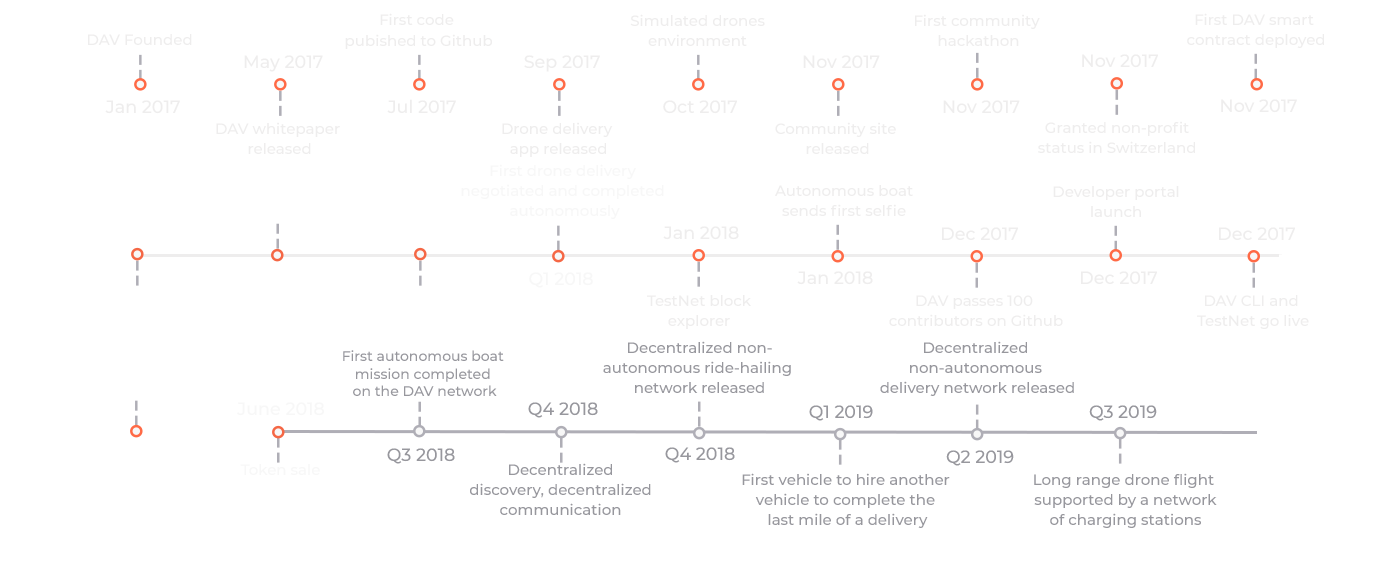 DAV Founded
Jan 2017
May 2017
DAV whitepaper
released
First code
pubished to Github
Jul 2017
Sep 2017
Drone delivery
app released
Simulated drones
environment
Oct 2017
Nov 2017
Community site
released
First community
hackathon
Nov 2017
Nov 2017
Granted non-profit
status in Switzerland
First DAV smart
contract deployed
Nov 2017
First drone delivery
negotiated and completed
autonomously
Q1 2018
Jan 2018
TestNet block
explorer
Autonomous boat
sends first selfie
Jan 2018
Dec 2017
DAV passes 100
contributors on Github
Developer portal
launch
Dec 2017
Dec 2017
DAV CLI and
TestNet go live
June 2018
Token sale
First autonomous boat
mission completed
on the DAV network
Q3 2018
Q4 2018
Decentralized
discovery, decentralized
communication
Decentralized non-
autonomous ride-hailing
network released
Q4 2018
Q1 2019
First vehicle to hire another
vehicle to complete the
last mile of a delivery
Decentralized
non-autonomous
delivery network released
Q2 2019
Q3 2019
Long range drone flight
supported by a network
of charging stations